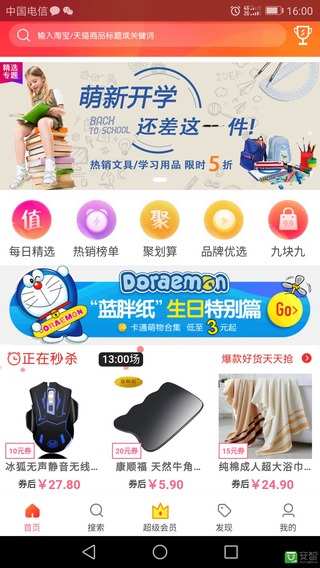 中国电信
16:00
输入淘宝/天猫商品标题或关键词
精选
专题
萌新开学
BACK
TO SCHOOL
还差这 件!
热销文具/学习用品 限时5折
值
聚
每日精选
热销榜单
聚划算
品牌优选
九块九
Doraemon
DORAEMON
“蓝胖纸”生日特别篇
卡通萌物合集 低至3元起
Go>
正在秒杀
13:00场
爆款好货天天抢
10元券
20元券
15元券
冰狐无声静音无线...
康顺福 天然牛角...
纯棉成人超大浴巾...
券后¥27.80
券后¥5.90
券后¥24.90
首页
搜索
超级会员
发现
我的
安智